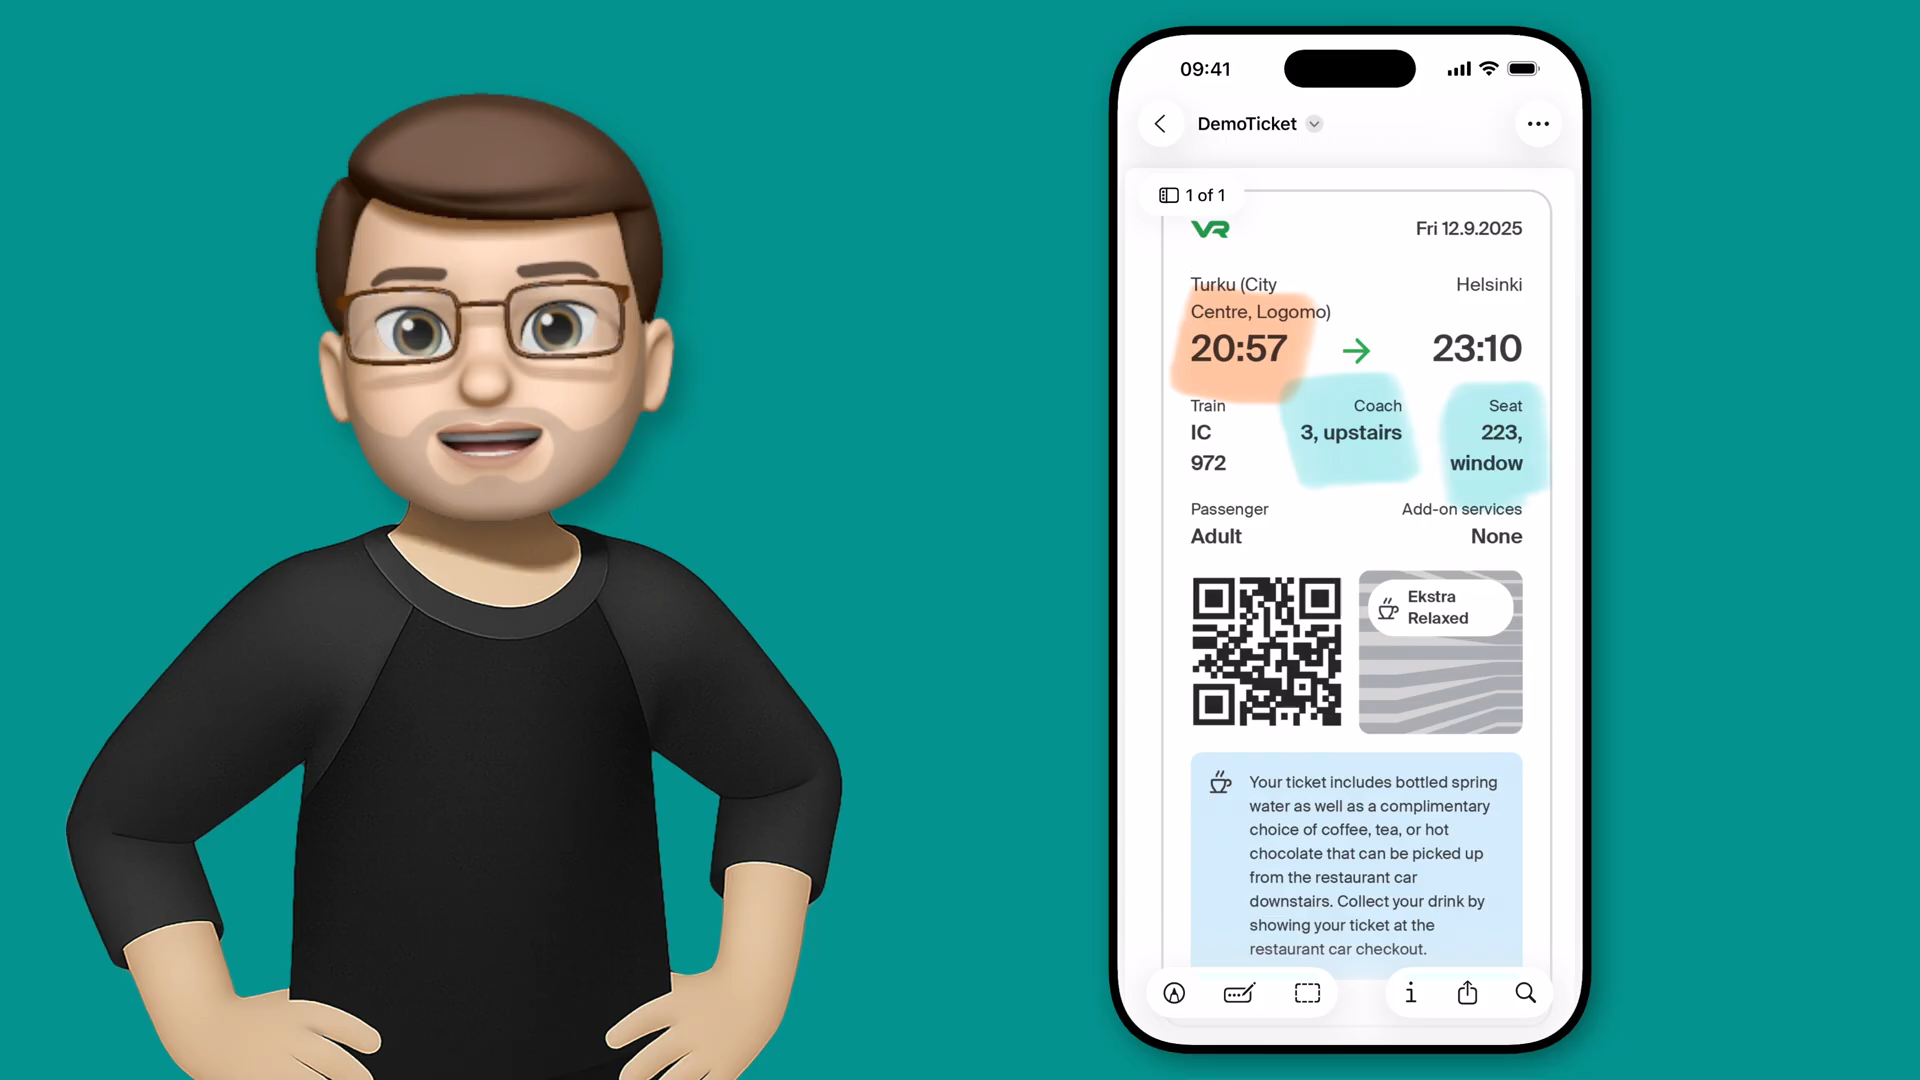 09:41
DemoTicket
1 of 1
VR
Fri 12.9.2025
Turku (City
Centre, Logomo)
Helsinki
20:57
23:10
Train
Coach
Seat
IC
972
3, upstairs
223,
window
Passenger
Add-on services
Adult
None
Ekstra
Relaxed
Your ticket includes bottled spring
water as well as a complimentary
choice of coffee, tea, or hot
chocolate that can be picked up
from the restaurant car
downstairs. Collect your drink by
showing your ticket at the
restaurant car checkout.